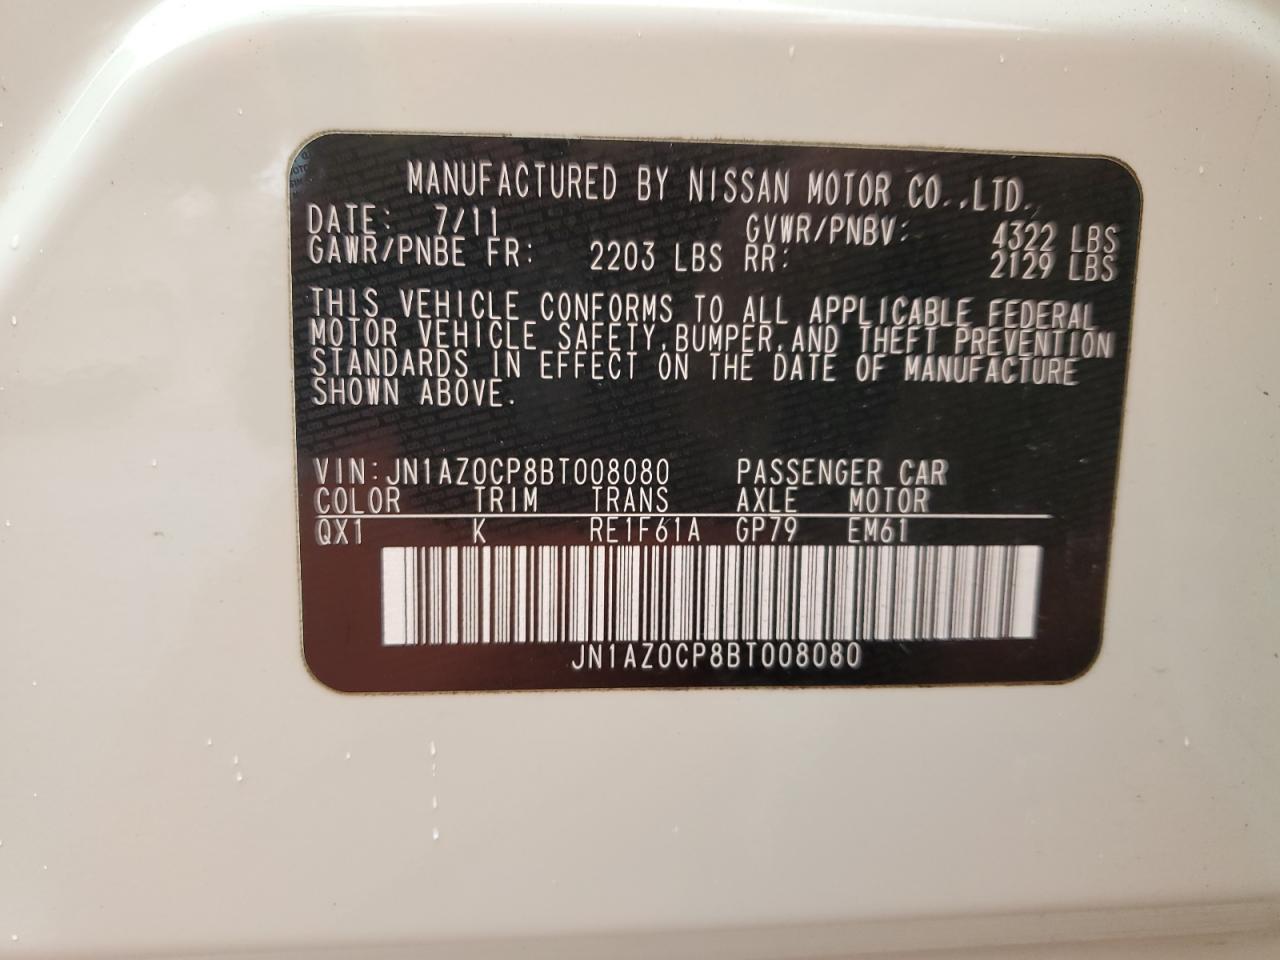 MANUFACTURED BY NISSAN MOTOR CO.,LTD.
DATE: 7/11 GVWR/PNBV: 4322 LBS
GAWR/PNBE FR: 2203 LBS RR: 2129 LBS
THIS VEHICLE CONFORMS TO ALL APPLICABLE FEDERAL
MOTOR VEHICLE SAFETY,BUMPER,AND THEFT PREVENTION
STANDARDS IN EFFECT ON THE DATE OF MANUFACTURE
SHOWN ABOVE.
VIN:JN1AZ0CP8BT008080 PASSENGER CAR
COLOR TRIM TRANS AXLE MOTOR
QX1 K RE1F61A GP79 EM61
JN1AZ0CP8BT008080